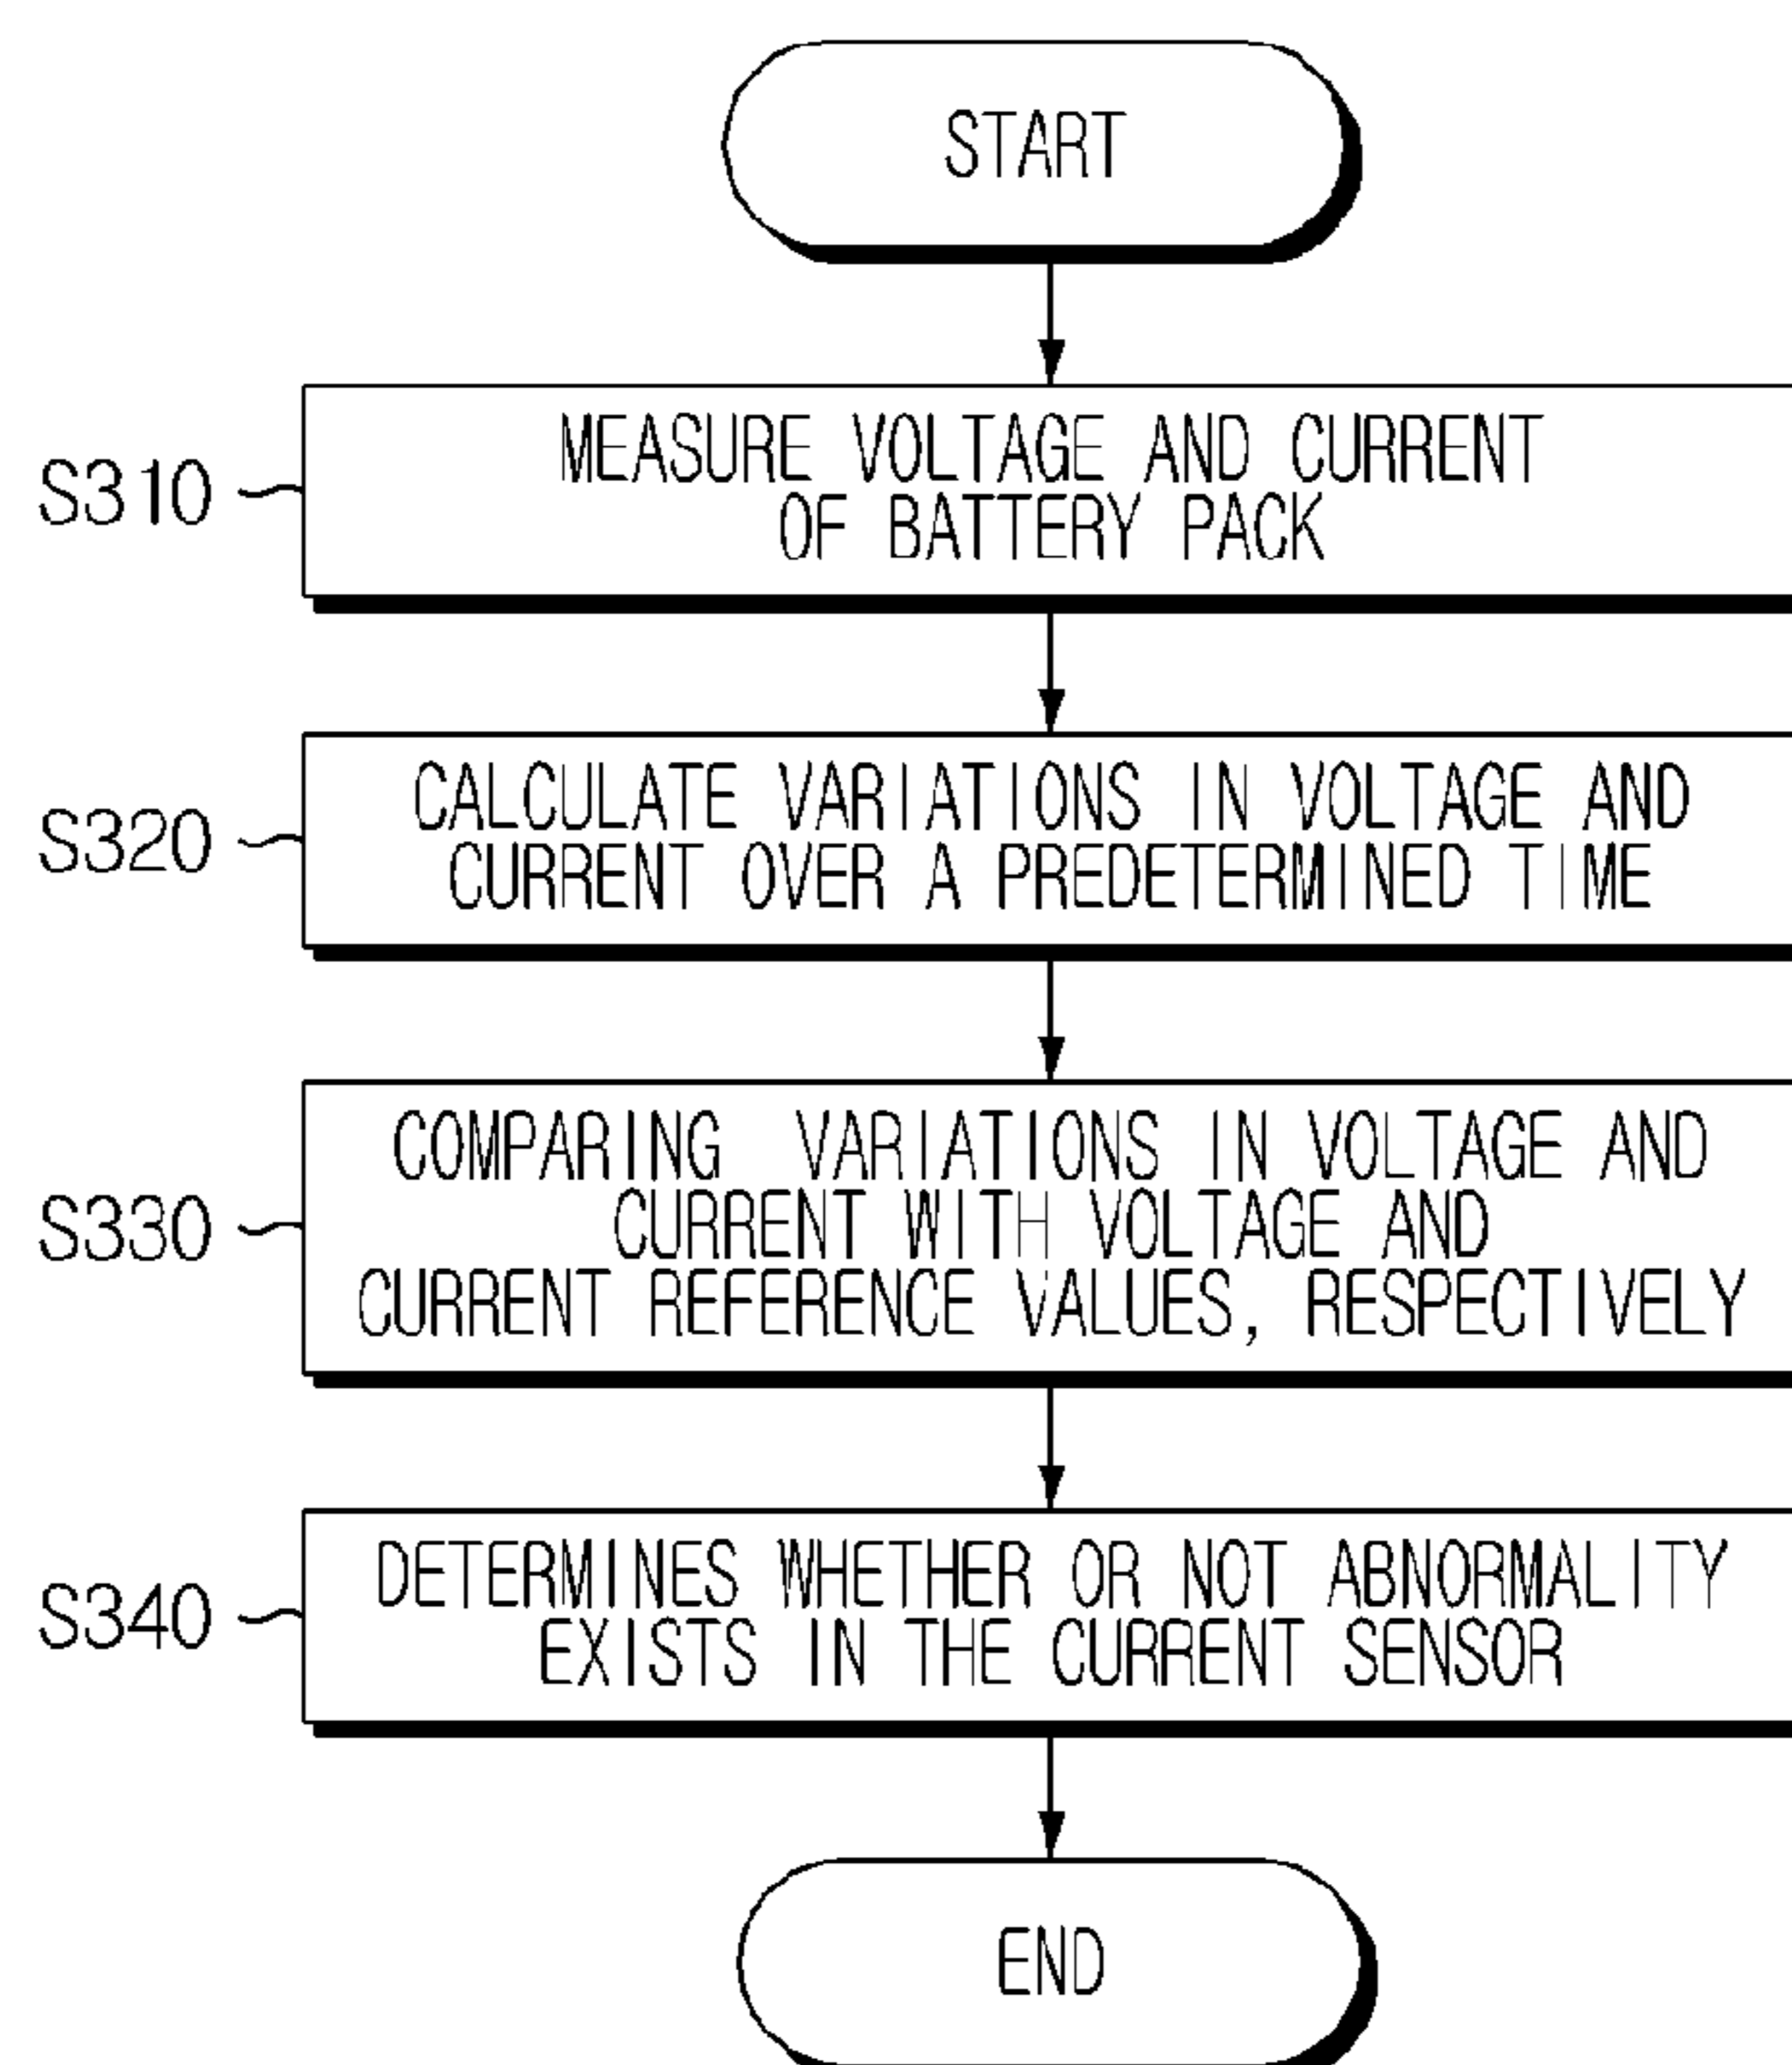 START
S310
MEASURE VOLTAGE AND CURRENT
OF BATTERY PACK
S320
CALCULATE VARIATIONS IN VOLTAGE AND
CURRENT OVER A PREDETERMINED TIME
S330
COMPARING VARIATIONS IN VOLTAGE AND
CURRENT WITH VOLTAGE AND
CURRENT REFERENCE VALUES, RESPECTIVELY
S340
DETERMINES WHETHER OR NOT ABNORMALITY
EXISTS IN THE CURRENT SENSOR
END